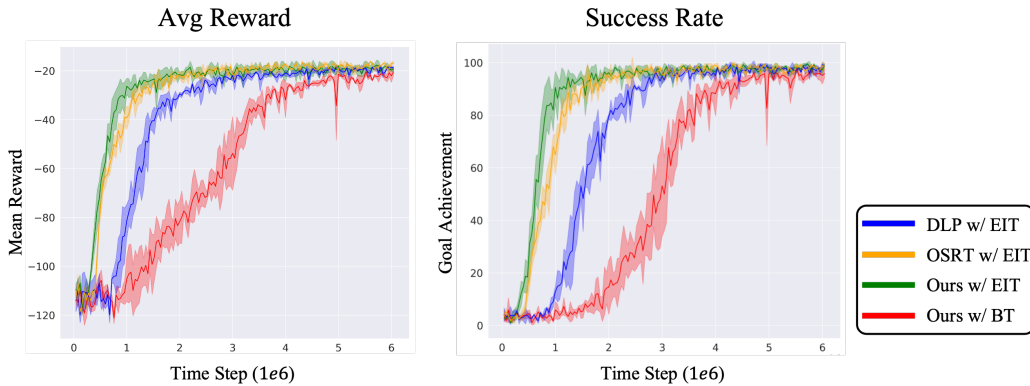 Avg Reward
Success Rate
Mean Reward
−20
−40
−60
−80
−100
−120
0 1 2 3 4 5 6
Time Step (1e6)
Goal Achievement
100
80
60
40
20
0
0 1 2 3 4 5 6
Time Step (1e6)
DLP w/ EIT
OSRT w/ EIT
Ours w/ EIT
Ours w/ BT